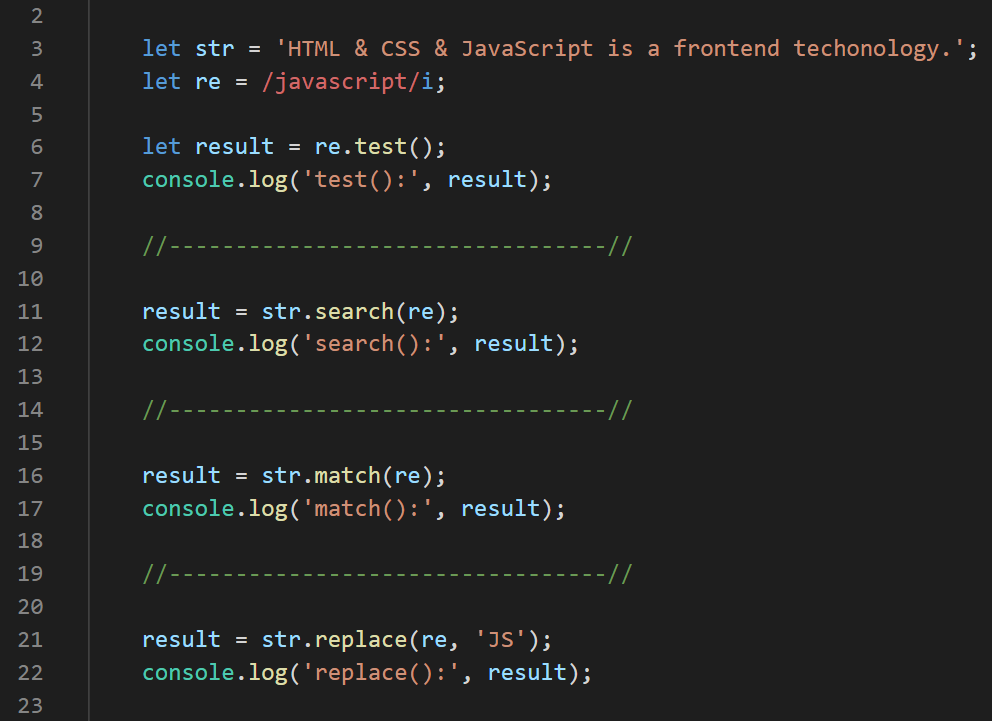 2
3 let str = 'HTML & CSS & JavaScript is a frontend techonology.';
4 let re = /javascript/i;
5
6 let result = re.test();
7 console.log('test():', result);
8
9 //---------------------------------//
10
11 result = str.search(re);
12 console.log('search():', result);
13
14 //---------------------------------//
15
16 result = str.match(re);
17 console.log('match():', result);
18
19 //---------------------------------//
20
21 result = str.replace(re, 'JS');
22 console.log('replace():', result);
23